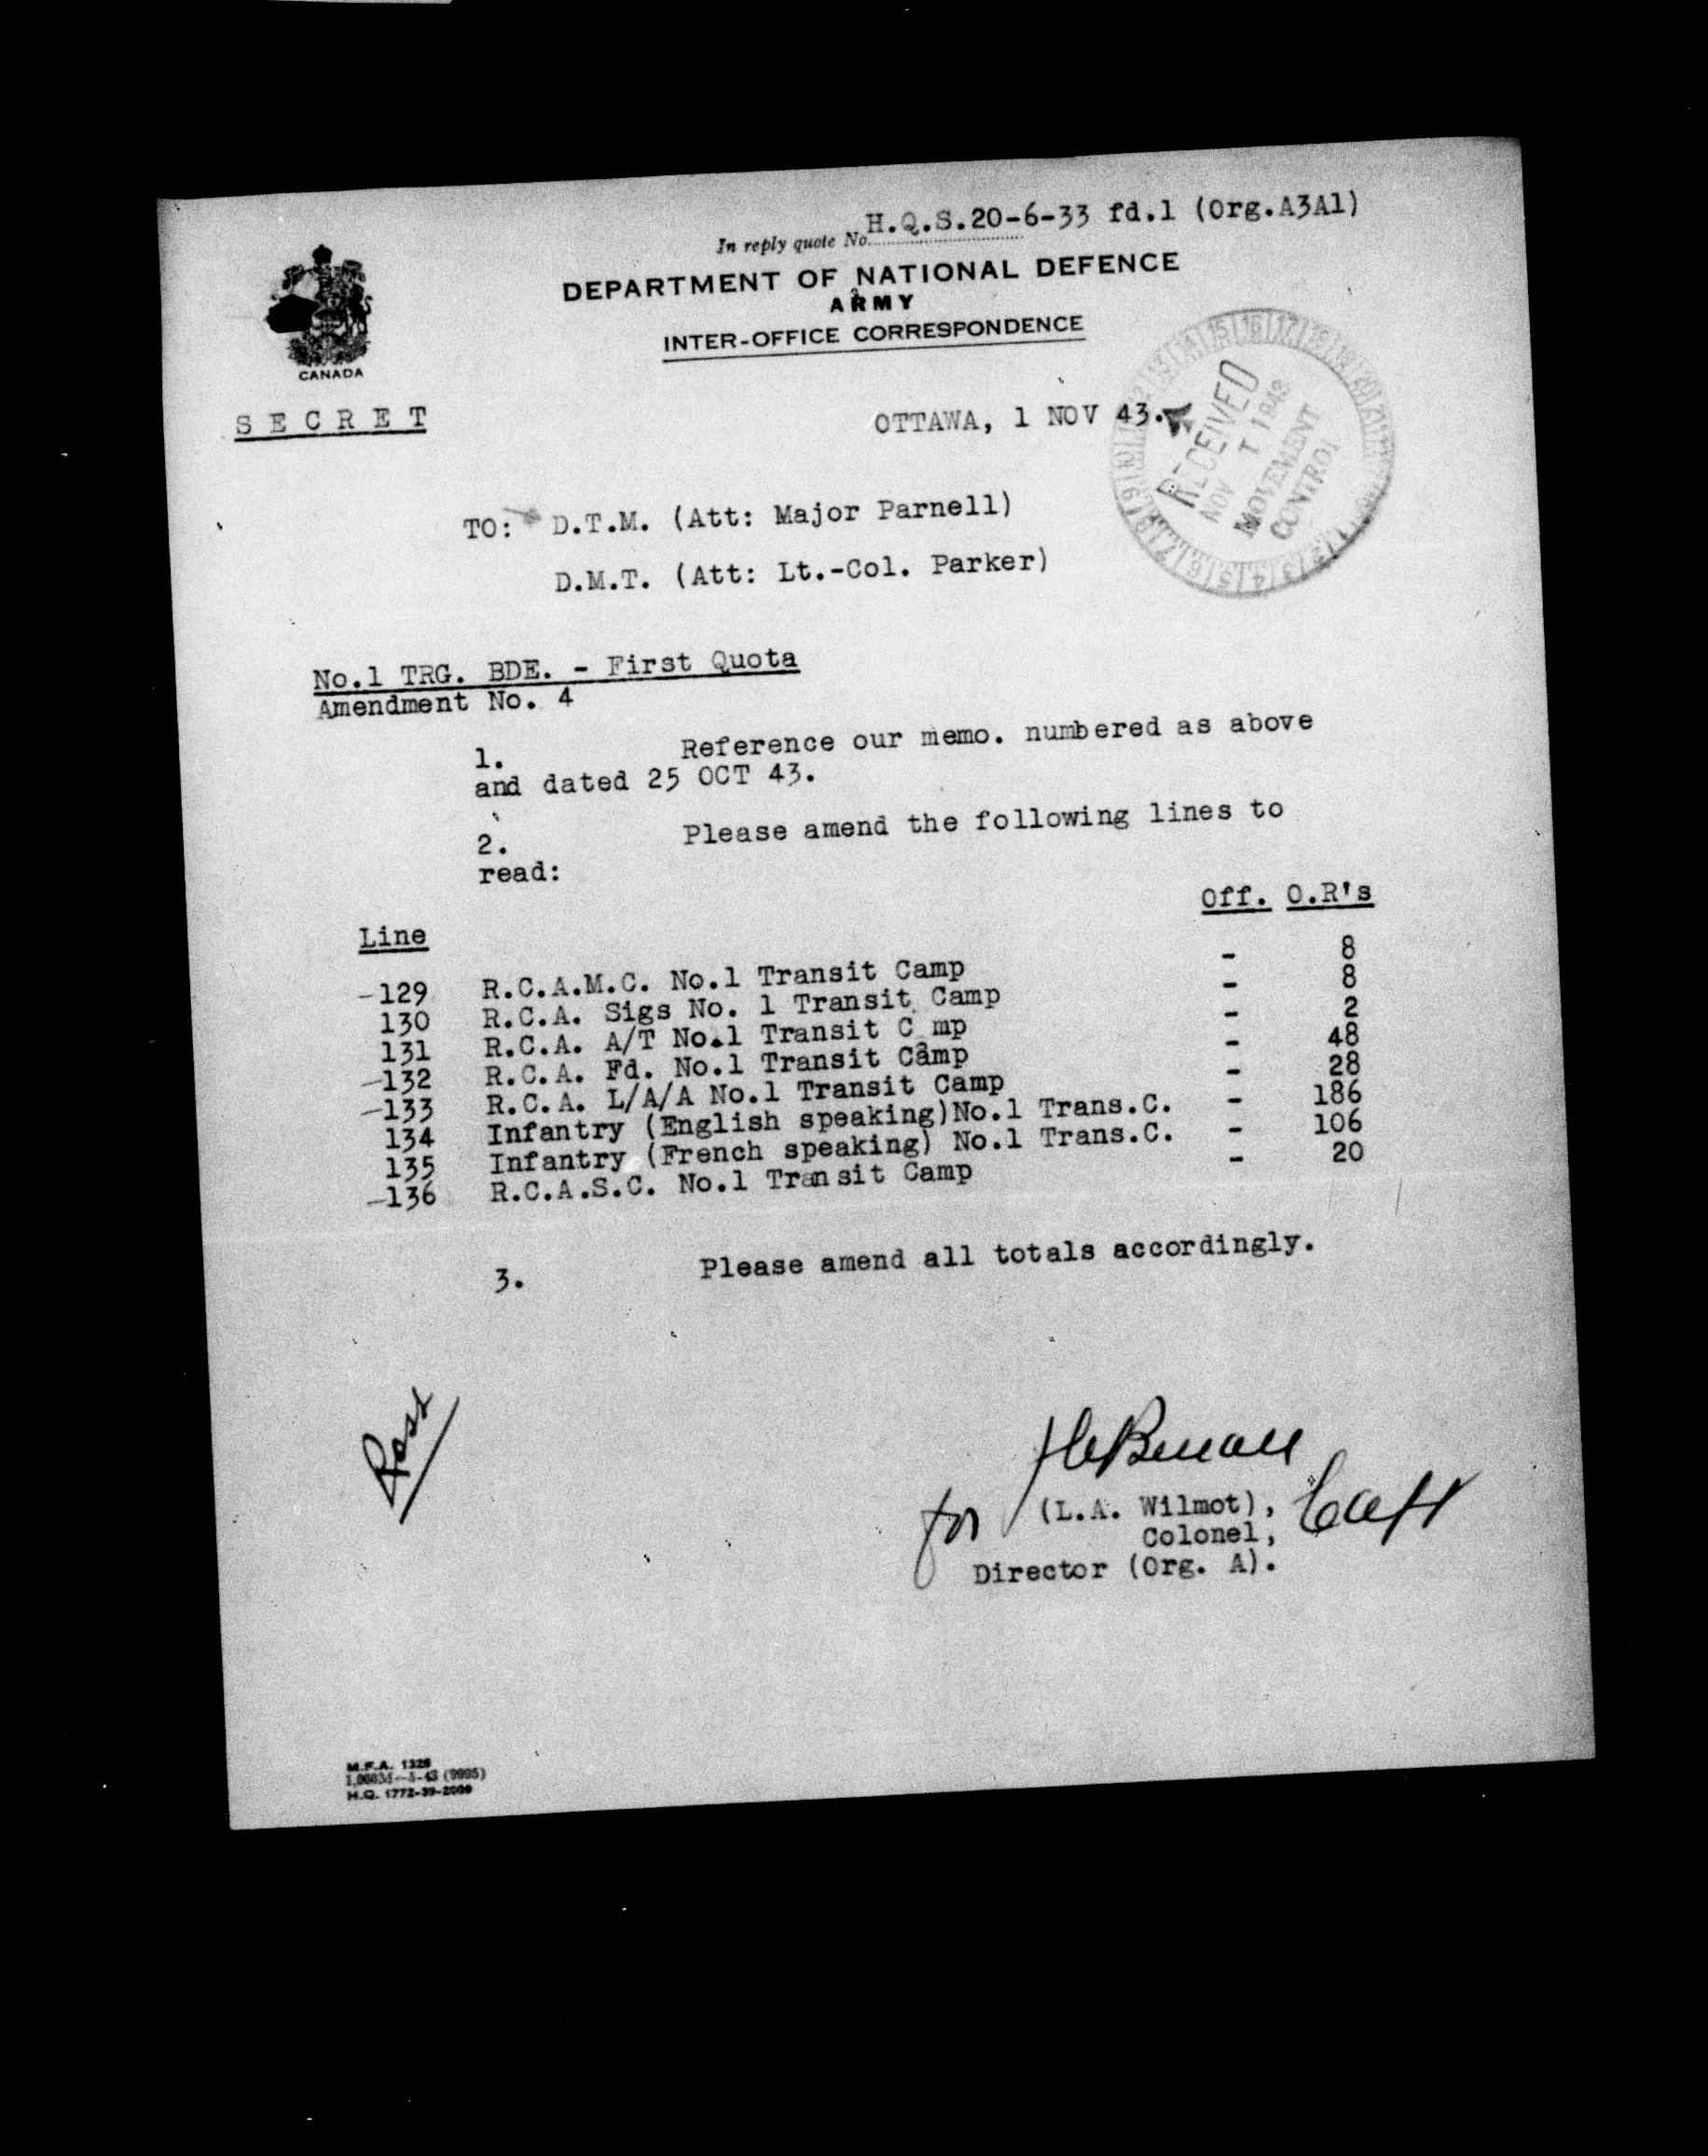 H.Q.S.20-6-33 fd.1 (Org.A3A1)
In reply quote No.
DEPARTMENT OF NATIONAL DEFENCE
ARMY
INTER-OFFICE CORRESPONDENCE
CANADA
S E C R E T
OTTAWA, 1 NOV 43.
RECEIVED
NOV 1 1943
MOVEMENT
CONTROL
TO: D.T.M. (Att: Major Parnell)
D.M.T. (Att: Lt.-Col. Parker)
No.1 TRG. BDE. - First Quota
Amendment No. 4
1. Reference our memo. numbered as above
and dated 25 OCT 43.
2. Please amend the following lines to
read:
Line Off. O.R's
-129 R.C.A.M.C. No.1 Transit Camp - 8
130 R.C.A. Sigs No. 1 Transit Camp - 8
131 R.C.A. A/T No.1 Transit C mp - 2
-132 R.C.A. Fd. No.1 Transit Camp - 48
-133 R.C.A. L/A/A No.1 Transit Camp - 28
134 Infantry (English speaking)No.1 Trans.C. - 186
135 Infantry (French speaking) No.1 Trans.C. - 106
-136 R.C.A.S.C. No.1 Transit Camp - 20
3. Please amend all totals accordingly.
for (L.A. Wilmot), Capt
Colonel,
Director (Org. A).
M.F.A. 1326
H.Q. 1772-39-2009